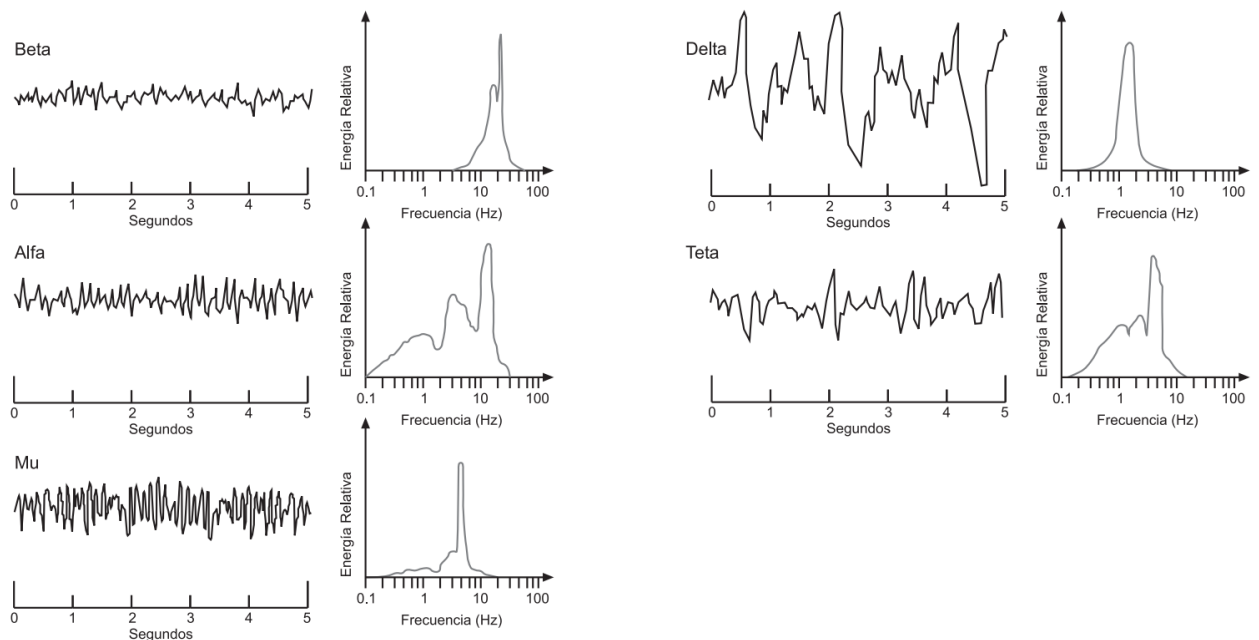 Beta
Energía Relativa
0 1 2 3 4 5
Segundos
0.1 1 10 100
Frecuencia (Hz)
Delta
Energía Relativa
0 1 2 3 4 5
Segundos
0.1 1 10 100
Frecuencia (Hz)
Alfa
Energía Relativa
0 1 2 3 4 5
Segundos
0.1 1 10 100
Frecuencia (Hz)
Teta
Energía Relativa
0 1 2 3 4 5
Segundos
0.1 1 10 100
Frecuencia (Hz)
Mu
Energía Relativa
0 1 2 3 4 5
Segundos
0.1 1 10 100
Frecuencia (Hz)